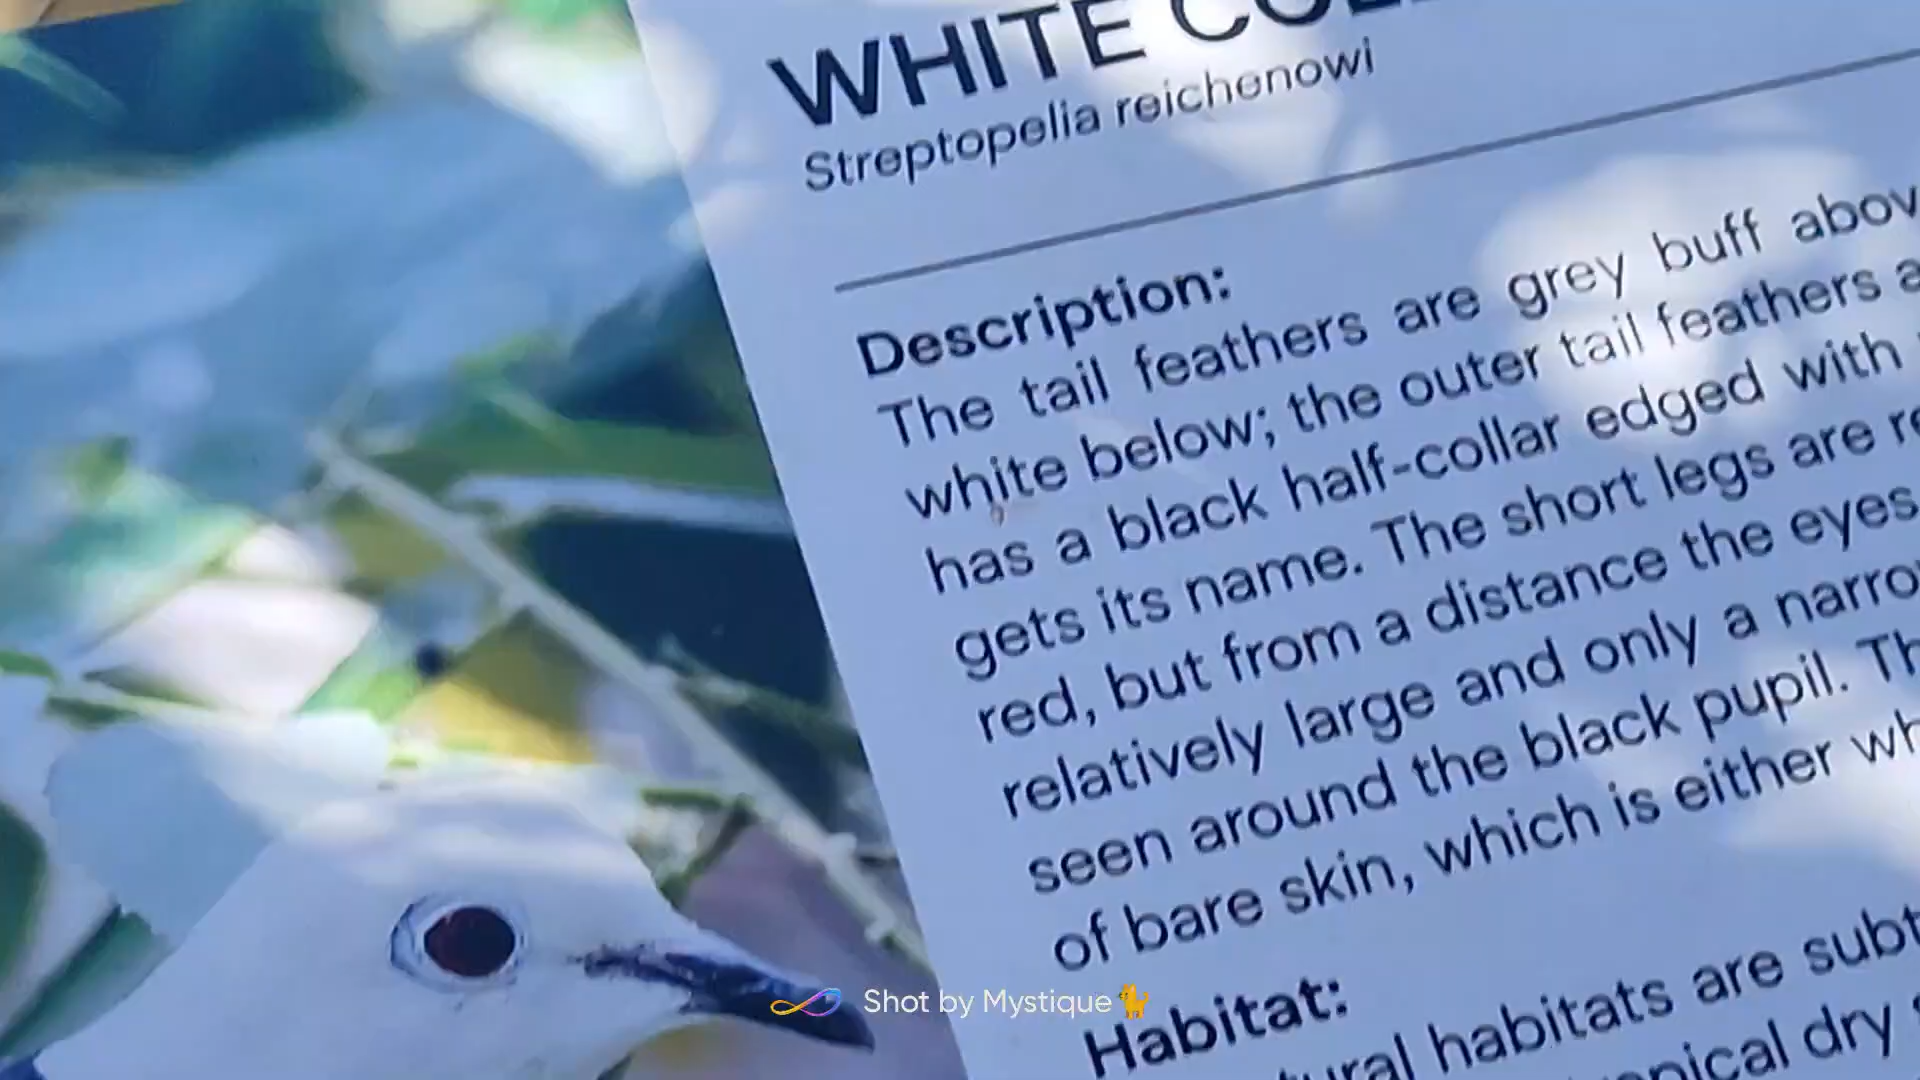 WHITE
Streptopelia reichenowi
Description:
The tail feathers are grey buff
white below; the outer tail feathers
has a black half-collar edged with
gets its name. The short legs are
red, but from a distance the eyes
relatively large and only a
seen around the black pupil.
of bare skin, which is either
Habitat:
habitats are
dry
Shot by Mystique